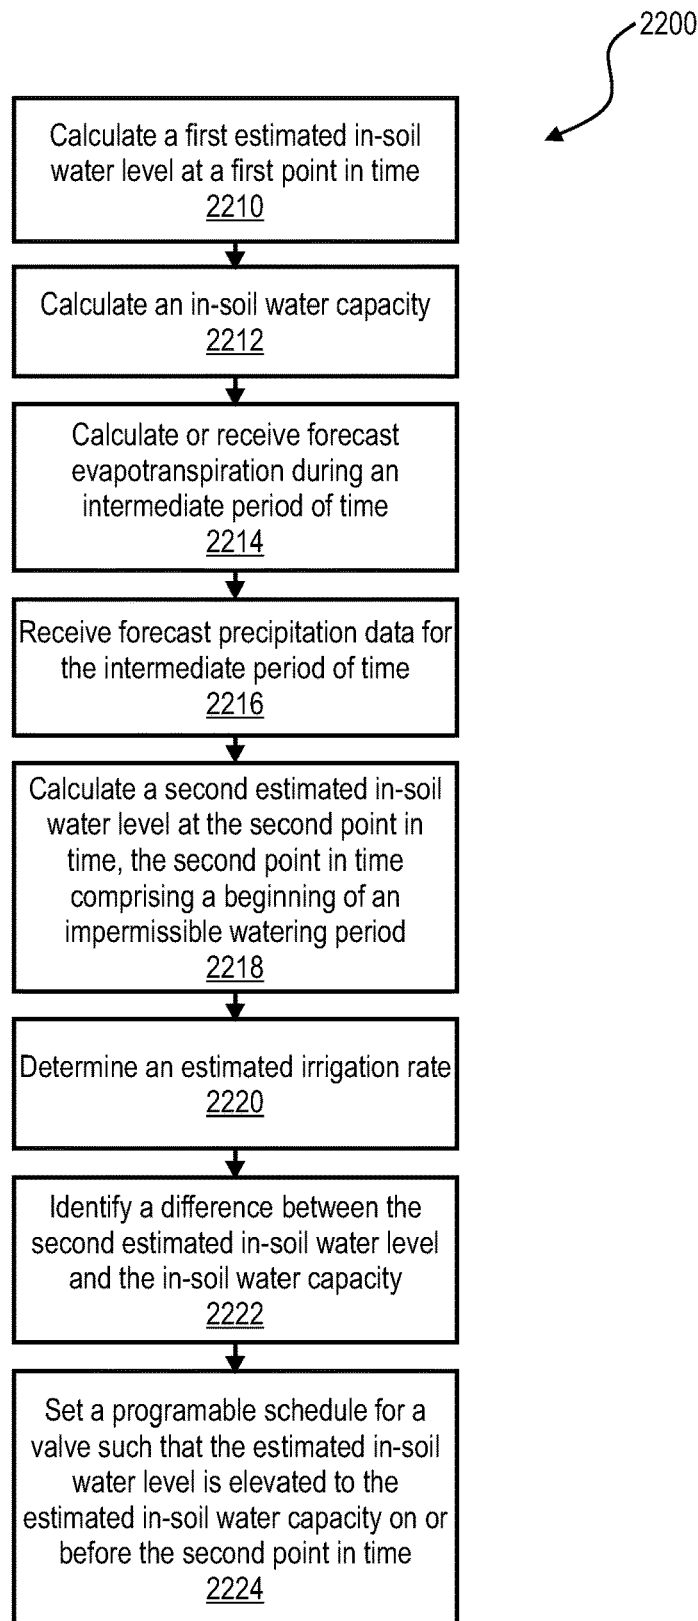 2200
Calculate a first estimated in-soil
water level at a first point in time
2210
Calculate an in-soil water capacity
2212
Calculate or receive forecast
evapotranspiration during an
intermediate period of time
2214
Receive forecast precipitation data for
the intermediate period of time
2216
Calculate a second estimated in-soil
water level at the second point in
time, the second point in time
comprising a beginning of an
impermissible watering period
2218
Determine an estimated irrigation rate
2220
Identify a difference between the
second estimated in-soil water level
and the in-soil water capacity
2222
Set a programable schedule for a
valve such that the estimated in-soil
water level is elevated to the
estimated in-soil water capacity on or
before the second point in time
2224